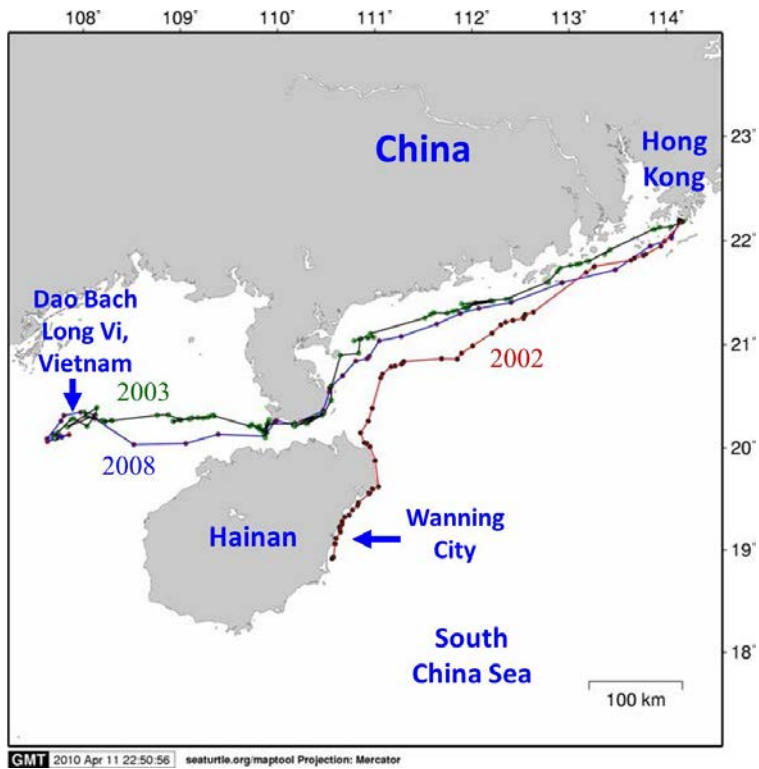 108° 109° 110° 111° 112° 113° 114°
China
Hong
Kong
23°
22°
Dao Bach
Long Vi,
Vietnam
21°
2002
2003
20°
2008
Hainan
Wanning
City
19°
South
China Sea
18°
100 km
GMT 2010 Apr 11 22:50:56 seaturtle.org/maptool Projection: Mercator